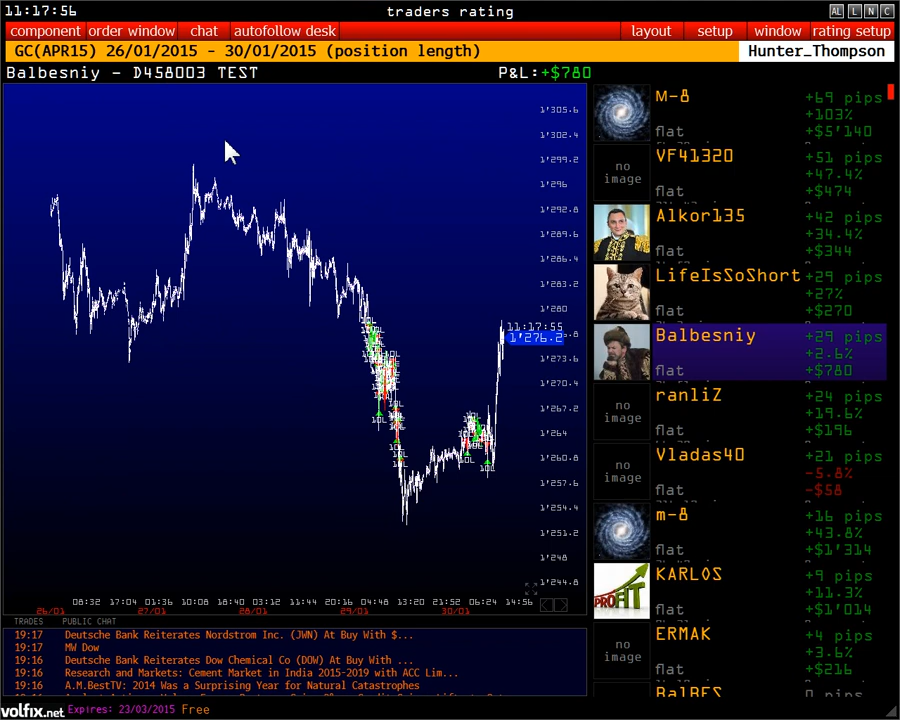 11:17:56
traders rating
AL L N C
component order window chat autofollow desk layout setup window rating setup
GC(APR15) 26/01/2015 - 30/01/2015 (position length)
Hunter_Thompson
Balbesniy - D458003 TEST
P&L:+$780
1'305.6
1'302.4
1'299.2
1'296
1'292.8
1'289.6
1'286.4
1'283.2
1'280
11:17:55
1'276.2
1'273.6
1'270.4
1'267.2
1'264
1'260.8
1'257.6
1'254.4
1'251.2
1'248
1'244.8
08:32 17:04 01:36 10:08 18:40 03:12 11:44 20:16 04:48 13:20 21:52 06:24 14:56
26/01 27/01 28/01 29/01 30/01
M-8
+69 pips
+103%
flat
+$5'140
no image
VF41320
+51 pips
+47.4%
flat
+$474
Alkor135
+42 pips
+34.4%
flat
+$344
LifeIsSoShort
+29 pips
+27%
flat
+$270
Balbesniy
+29 pips
+2.6%
flat
+$780
no image
ranliZ
+24 pips
+19.6%
flat
+$196
no image
Vladas40
+21 pips
-5.8%
flat
-$58
m-8
+16 pips
+43.8%
flat
+$1'314
PROFIT
KARLOS
+9 pips
+11.3%
flat
+$1'014
no image
ERMAK
+4 pips
+3.6%
flat
+$216
BalBES
0 pips
TRADES PUBLIC CHAT
19:17 Deutsche Bank Reiterates Nordstrom Inc. (JWN) At Buy With $...
19:17 MW Dow
19:16 Deutsche Bank Reiterates Dow Chemical Co (DOW) At Buy With ...
19:16 Research and Markets: Cement Market in India 2015-2019 with ACC Lim...
19:16 A.M.BestTV: 2014 Was a Surprising Year for Natural Catastrophes
volfix.net Expires: 23/03/2015 Free